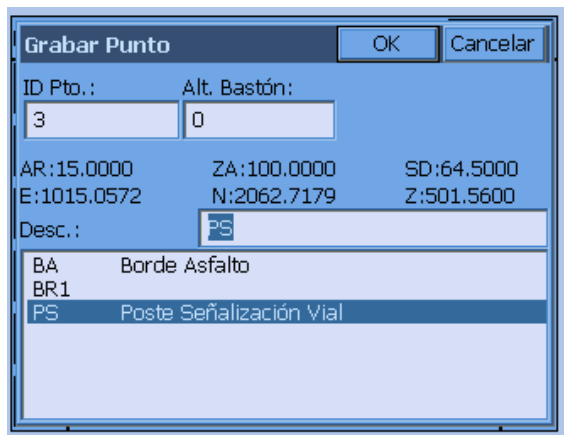 Grabar Punto OK Cancelar
ID Pto.: Alt. Bastón:
3 0
AR:15.0000 ZA:100.0000 SD:64.5000
E:1015.0572 N:2062.7179 Z:501.5600
Desc.: PS
BA Borde Asfalto
BR1
PS Poste Señalización Vial